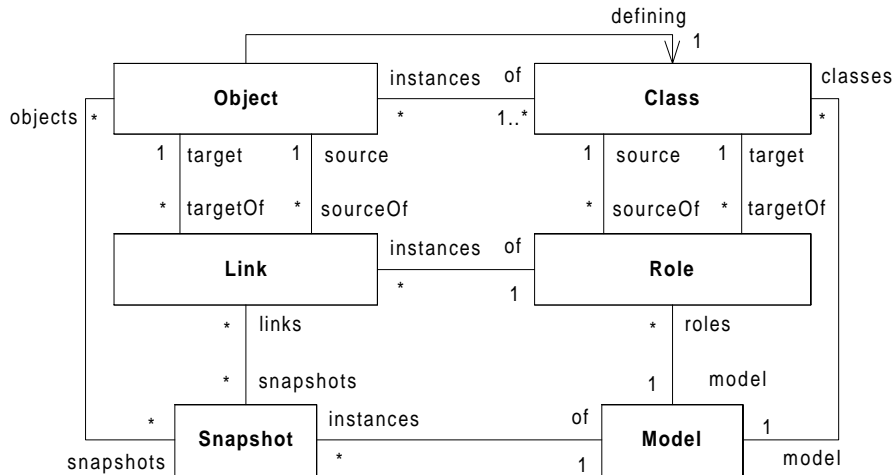 defining
1
instances of classes
Object Class
objects * * 1..* *
1 target 1 source 1 source 1 target
* targetOf * sourceOf * sourceOf * targetOf
instances of
Link Role
* 1
* links * roles
* snapshots 1 model
* instances of 1
Snapshot Model
snapshots * 1 model